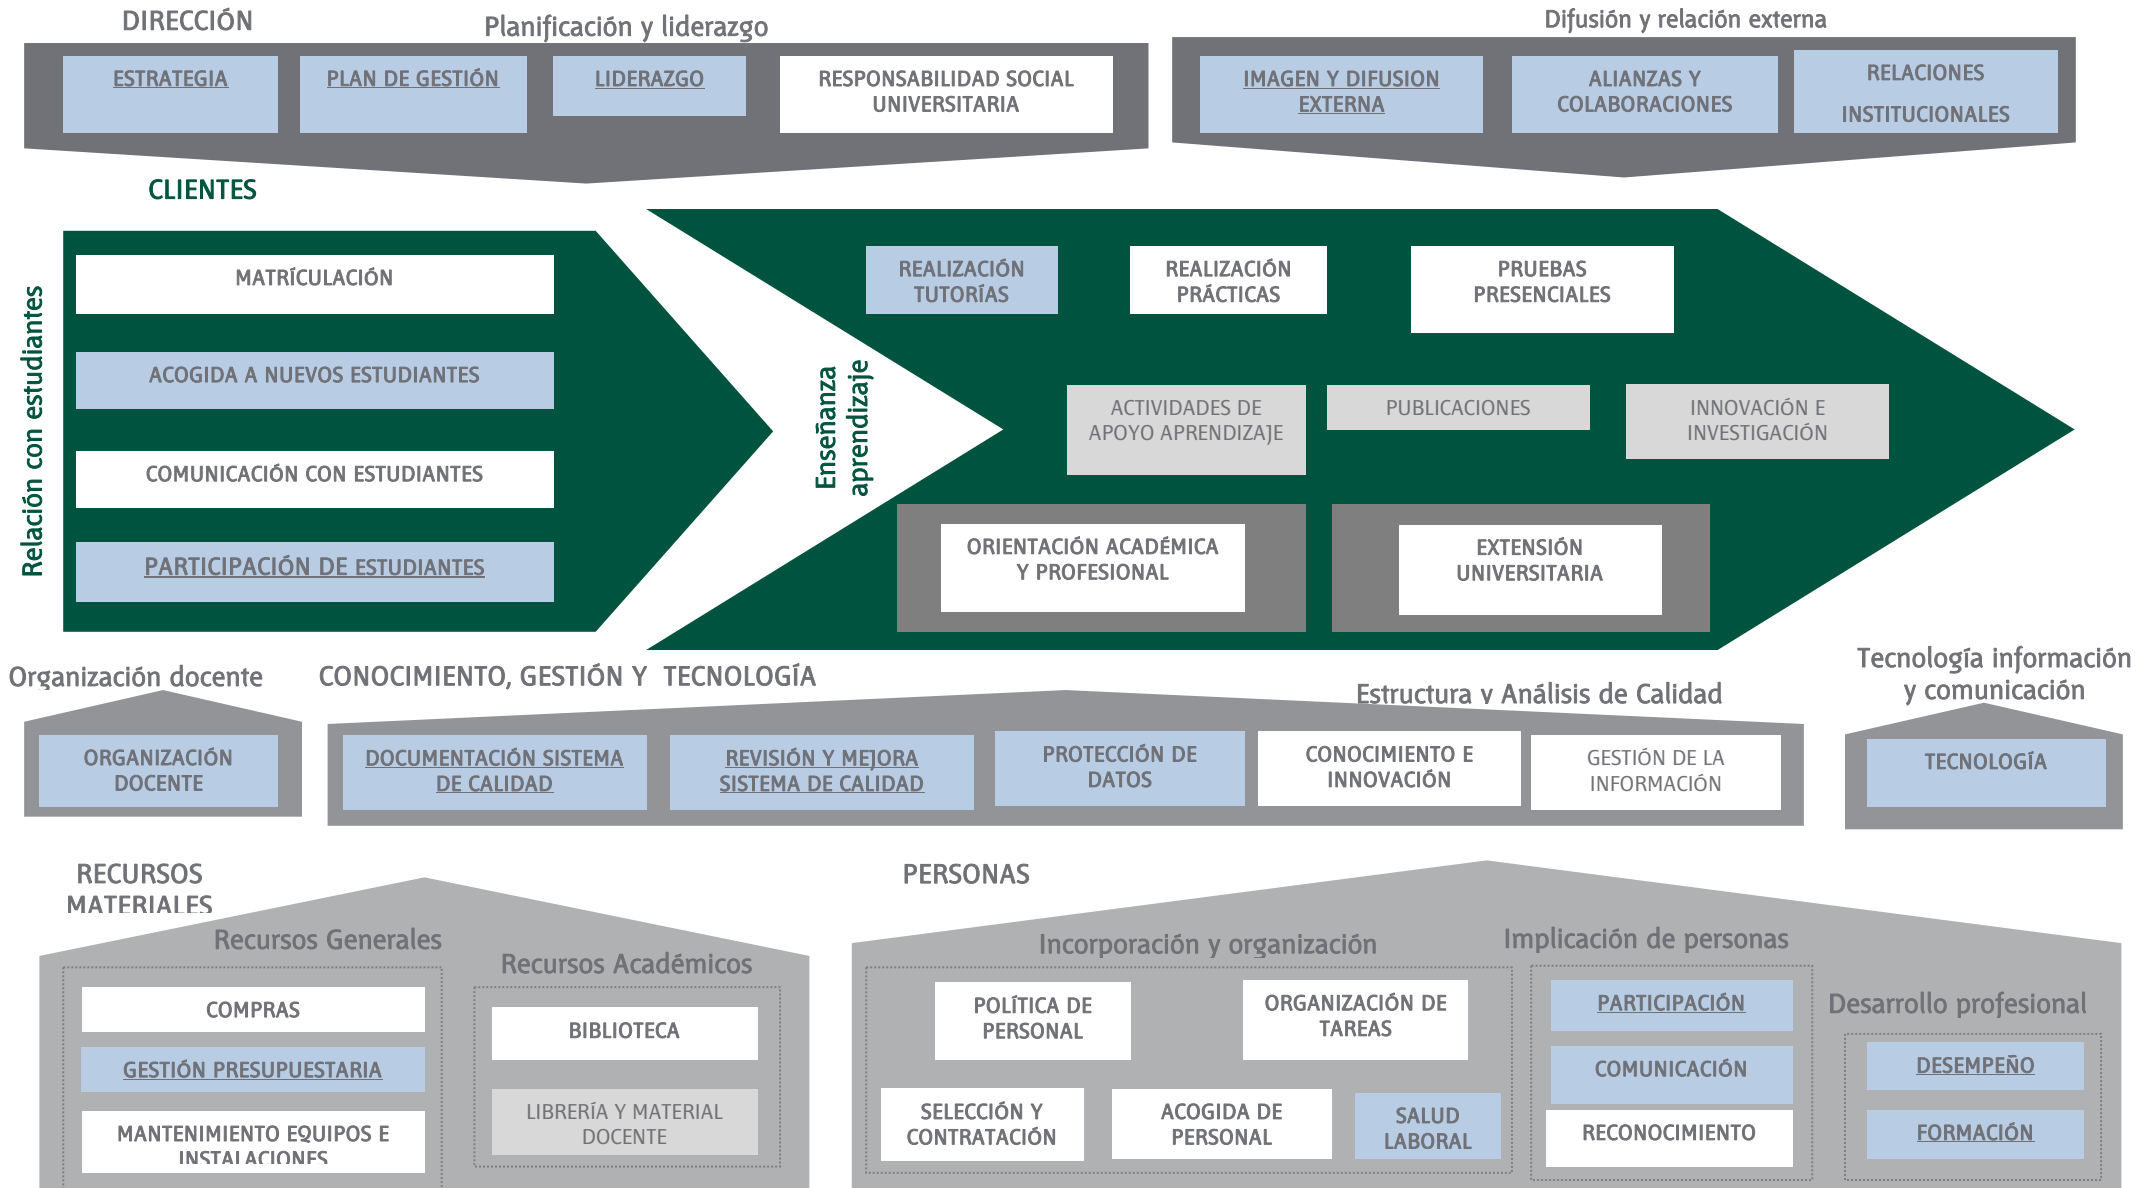 DIRECCIÓN
Planificación y liderazgo
Difusión y relación externa
ESTRATEGIA
PLAN DE GESTIÓN
LIDERAZGO
RESPONSABILIDAD SOCIAL
UNIVERSITARIA
IMAGEN Y DIFUSION
EXTERNA
ALIANZAS Y
COLABORACIONES
RELACIONES
INSTITUCIONALES
CLIENTES
Relación con estudiantes
MATRÍCULACIÓN
ACOGIDA A NUEVOS ESTUDIANTES
COMUNICACIÓN CON ESTUDIANTES
PARTICIPACIÓN DE ESTUDIANTES
Enseñanza
aprendizaje
REALIZACIÓN
TUTORÍAS
REALIZACIÓN
PRÁCTICAS
PRUEBAS
PRESENCIALES
ACTIVIDADES DE
APOYO APRENDIZAJE
PUBLICACIONES
INNOVACIÓN E
INVESTIGACIÓN
ORIENTACIÓN ACADÉMICA
Y PROFESIONAL
EXTENSIÓN
UNIVERSITARIA
Organización docente
CONOCIMIENTO, GESTIÓN Y TECNOLOGÍA
Estructura y Análisis de Calidad
Tecnología información
y comunicación
ORGANIZACIÓN
DOCENTE
DOCUMENTACIÓN SISTEMA
DE CALIDAD
REVISIÓN Y MEJORA
SISTEMA DE CALIDAD
PROTECCIÓN DE
DATOS
CONOCIMIENTO E
INNOVACIÓN
GESTIÓN DE LA
INFORMACIÓN
TECNOLOGÍA
RECURSOS
MATERIALES
Recursos Generales
COMPRAS
GESTIÓN PRESUPUESTARIA
MANTENIMIENTO EQUIPOS E
INSTALACIONES
Recursos Académicos
BIBLIOTECA
LIBRERÍA Y MATERIAL
DOCENTE
PERSONAS
Incorporación y organización
POLÍTICA DE
PERSONAL
ORGANIZACIÓN DE
TAREAS
SELECCIÓN Y
CONTRATACIÓN
ACOGIDA DE
PERSONAL
SALUD
LABORAL
Implicación de personas
PARTICIPACIÓN
COMUNICACIÓN
RECONOCIMIENTO
Desarrollo profesional
DESEMPEÑO
FORMACIÓN